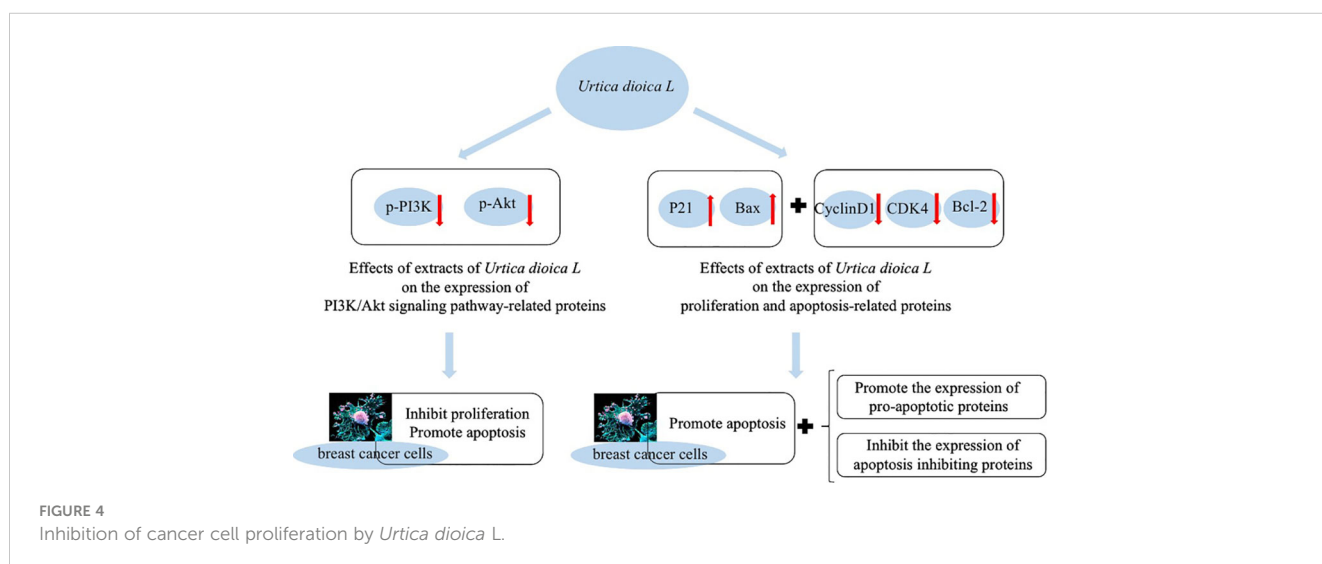 Urtica dioica L
p-PI3K
p-Akt
P21
Bax
CyclinD1
CDK4
Bcl-2
Effects of extracts of Urtica dioica L
on the expression of
PI3K/Akt signaling pathway-related proteins
Effects of extracts of Urtica dioica L
on the expression of
proliferation and apoptosis-related proteins
Inhibit proliferation
Promote apoptosis
breast cancer cells
Promote apoptosis
breast cancer cells
Promote the expression of
pro-apoptotic proteins
Inhibit the expression of
apoptosis inhibiting proteins
FIGURE 4
Inhibition of cancer cell proliferation by Urtica dioica L.